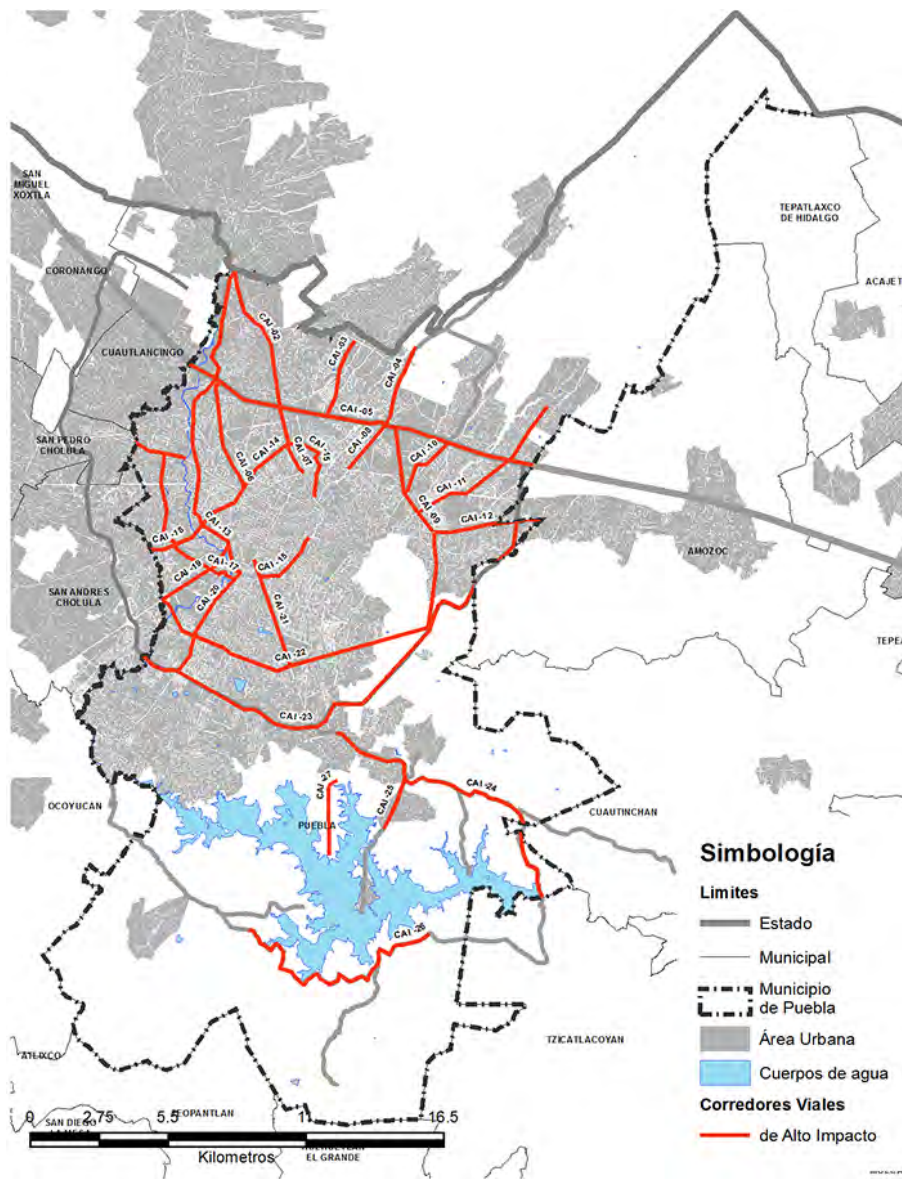 SAN
MIGUEL
XOXTLA
TEPATLAXCO
DE HIDALGO
CORONANGO
ACAJET
CUAUTLANCINGO
CAI -02
CAI -03
CAI -04
CAI -05
SAN PEDRO
CHOLULA
CAI -14
CAI -07
CAI -15
CAI -08
CAI -10
CAI -06
CAI -11
CAI -09
CAI -12
CAI -13
AMOZOC
CAI -17
CAI -19
CAI -20
SAN ANDRES
CHOLULA
CAI -21
TEPEA
CAI -22
CAI -23
CAI -24
CAI -25
CAI -27
OCOYUCAN
PUEBLA
CUAUTINCHAN
CAI -26
TZICATLACOYAN
ATLIXCO
SAN DIEGO
EOPANTLAN
EL GRANDE
0 2.75 5.5 11 16.5
Kilometros
Simbología
Limites
Estado
Municipal
Municipio
de Puebla
Área Urbana
Cuerpos de agua
Corredores Viales
de Alto Impacto